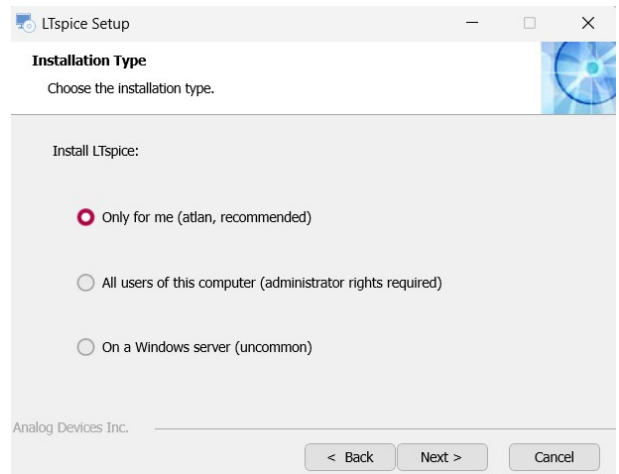 LTspice Setup
Installation Type
Choose the installation type.
Install LTspice:
Only for me (atlan, recommended)
All users of this computer (administrator rights required)
On a Windows server (uncommon)
Analog Devices Inc.
< Back Next > Cancel